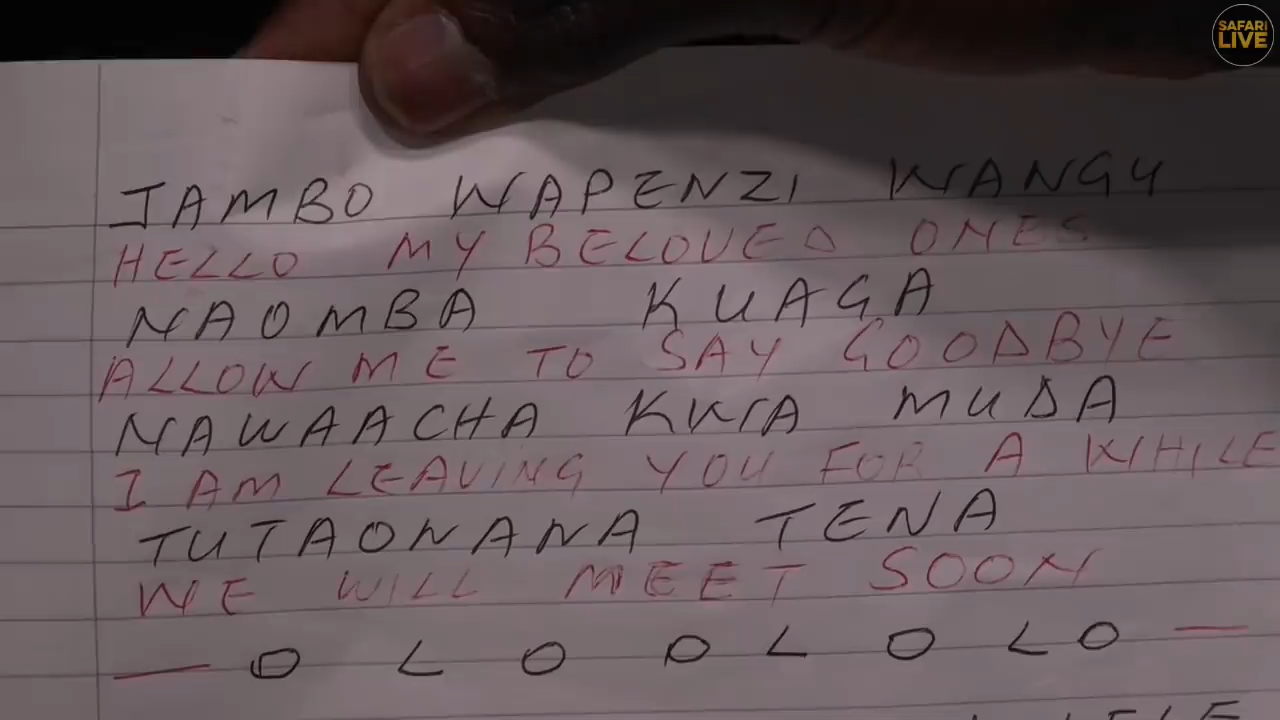 SAFARI
LIVE
JAMBO WAPENZI WANGU
HELLO MY BELOVED ONES
NAOMBA KUAGA
ALLOW ME TO SAY GOODBYE
NAWAACHA KWA MUDA
I AM LEAVING YOU FOR A WHILE
TUTAONANA TENA
WE WILL MEET SOON
— O L O O L O L O —